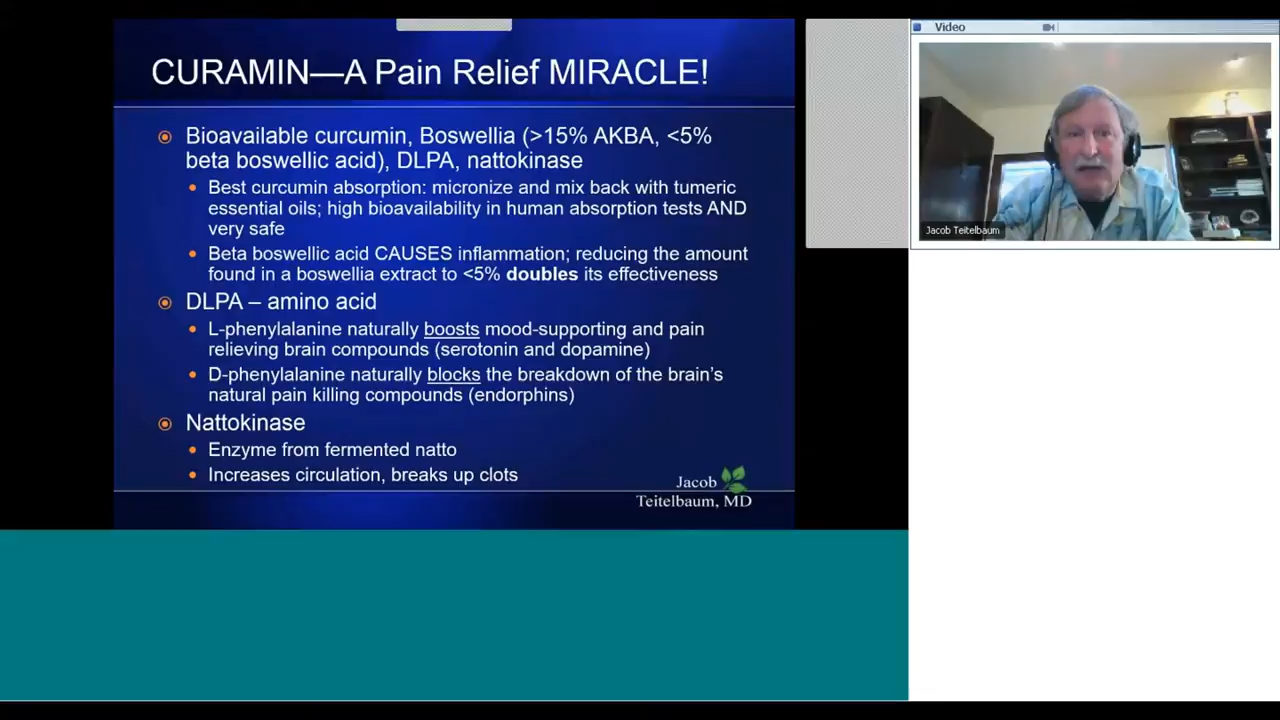 CURAMIN—A Pain Relief MIRACLE!
Bioavailable curcumin, Boswellia (>15% AKBA, <5%
beta boswellic acid), DLPA, nattokinase
Best curcumin absorption: micronize and mix back with tumeric
essential oils; high bioavailability in human absorption tests AND
very safe
Beta boswellic acid CAUSES inflammation; reducing the amount
found in a boswellia extract to <5% doubles its effectiveness
DLPA – amino acid
L-phenylalanine naturally boosts mood-supporting and pain
relieving brain compounds (serotonin and dopamine)
D-phenylalanine naturally blocks the breakdown of the brain's
natural pain killing compounds (endorphins)
Nattokinase
Enzyme from fermented natto
Increases circulation, breaks up clots
Jacob
Teitelbaum, MD
Video
Jacob Teitelbaum